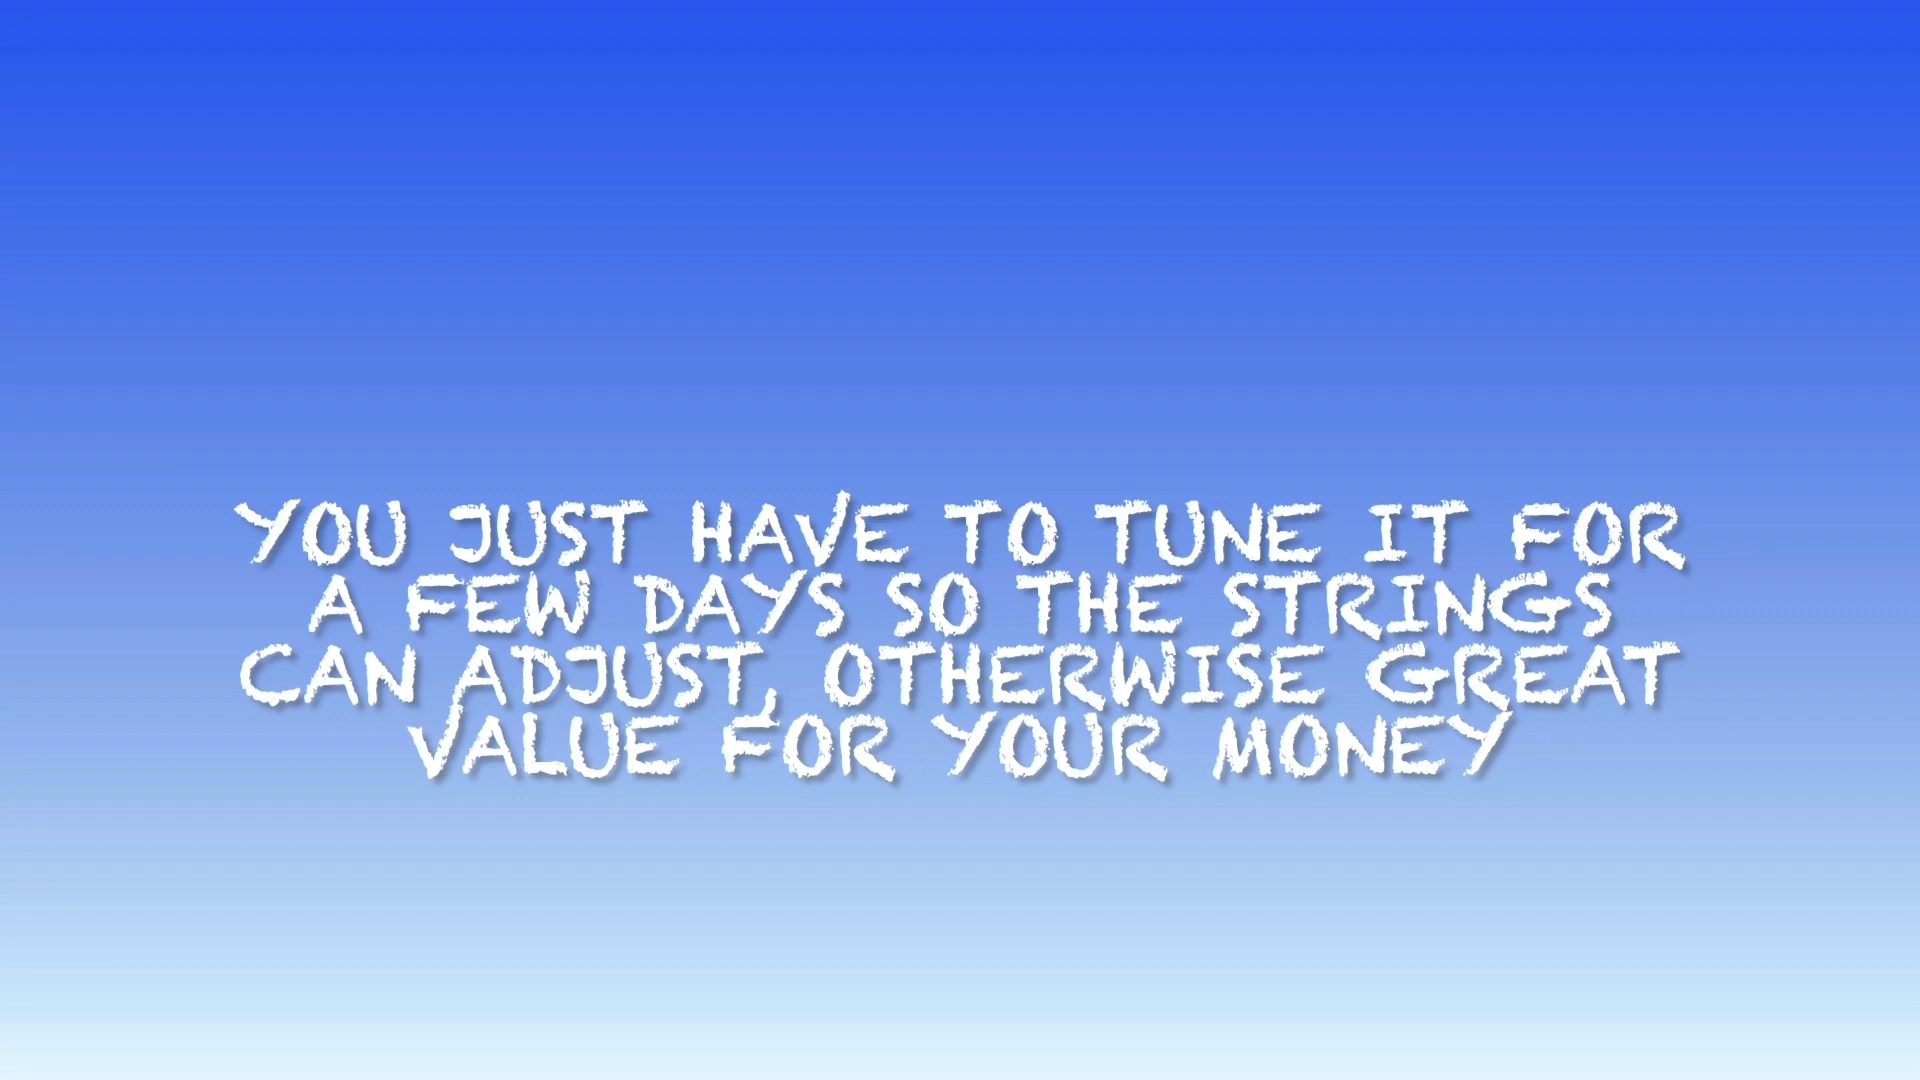 YOU JUST HAVE TO TUNE IT FOR
A FEW DAYS SO THE STRINGS
CAN ADJUST, OTHERWISE GREAT
VALUE FOR YOUR MONEY